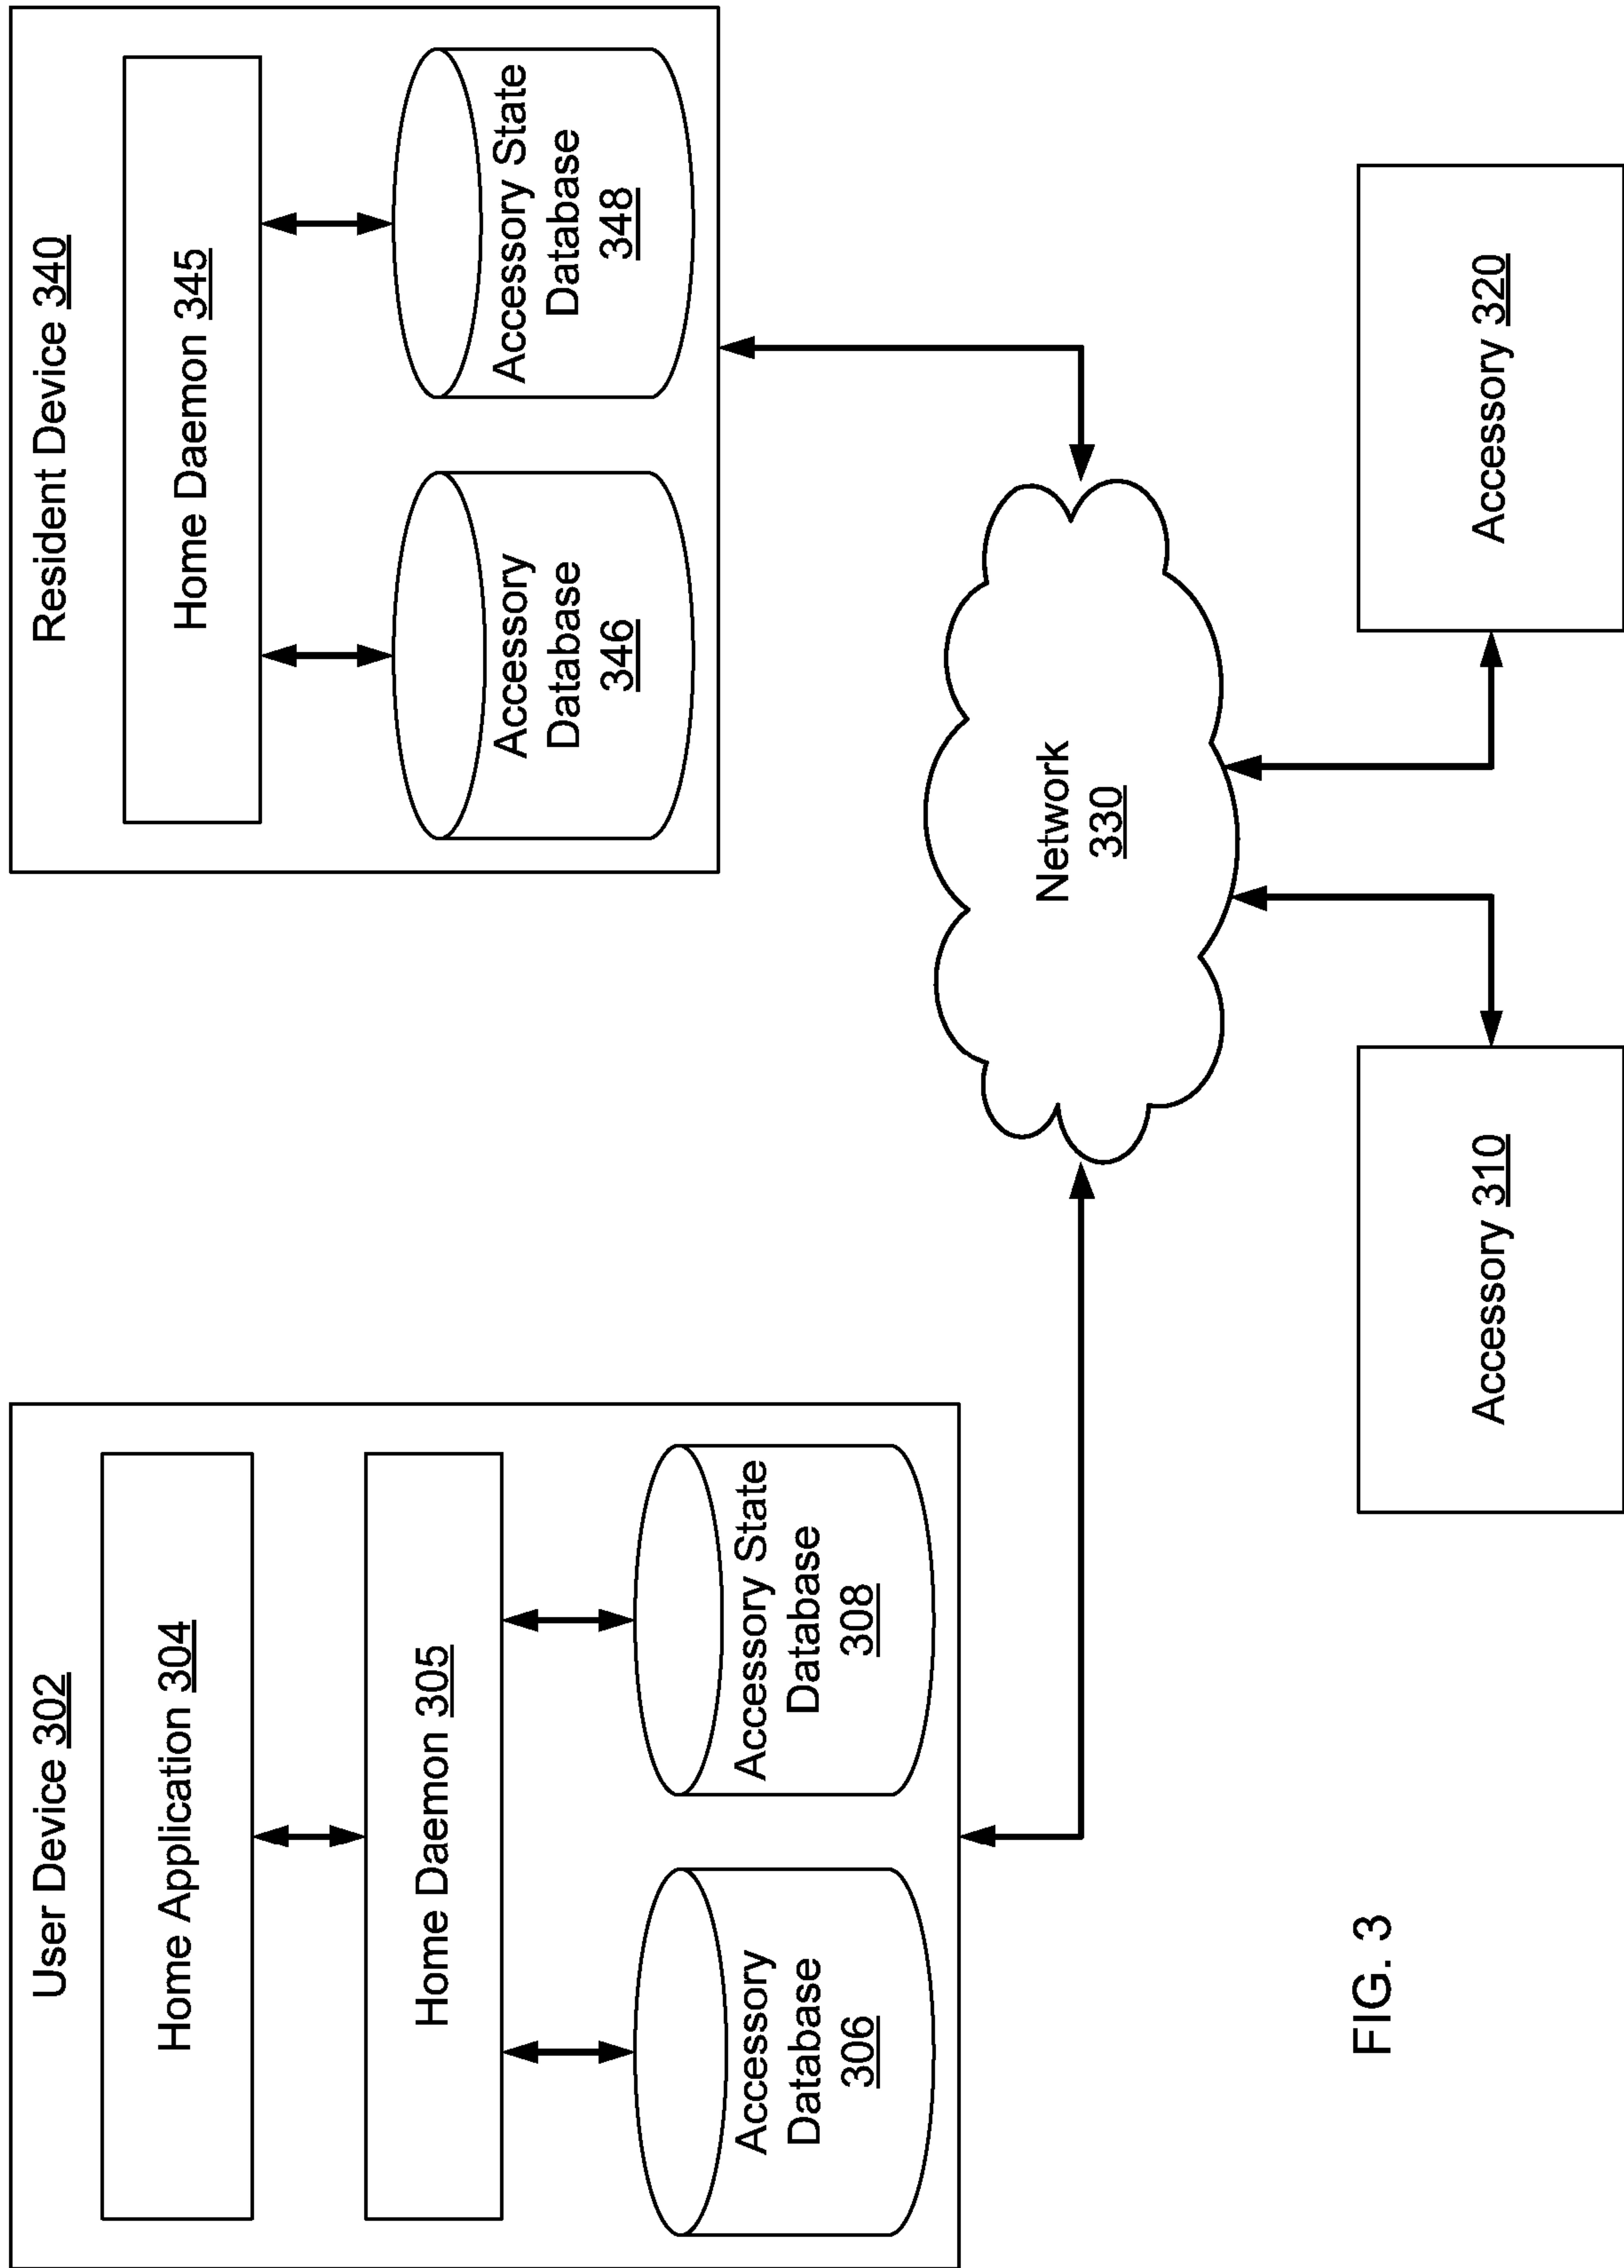 User Device 302
Home Application 304
Home Daemon 305
Accessory
Database
306
Accessory State
Database
308
Resident Device 340
Home Daemon 345
Accessory
Database
346
Accessory State
Database
348
Network
330
Accessory 310
Accessory 320
FIG. 3